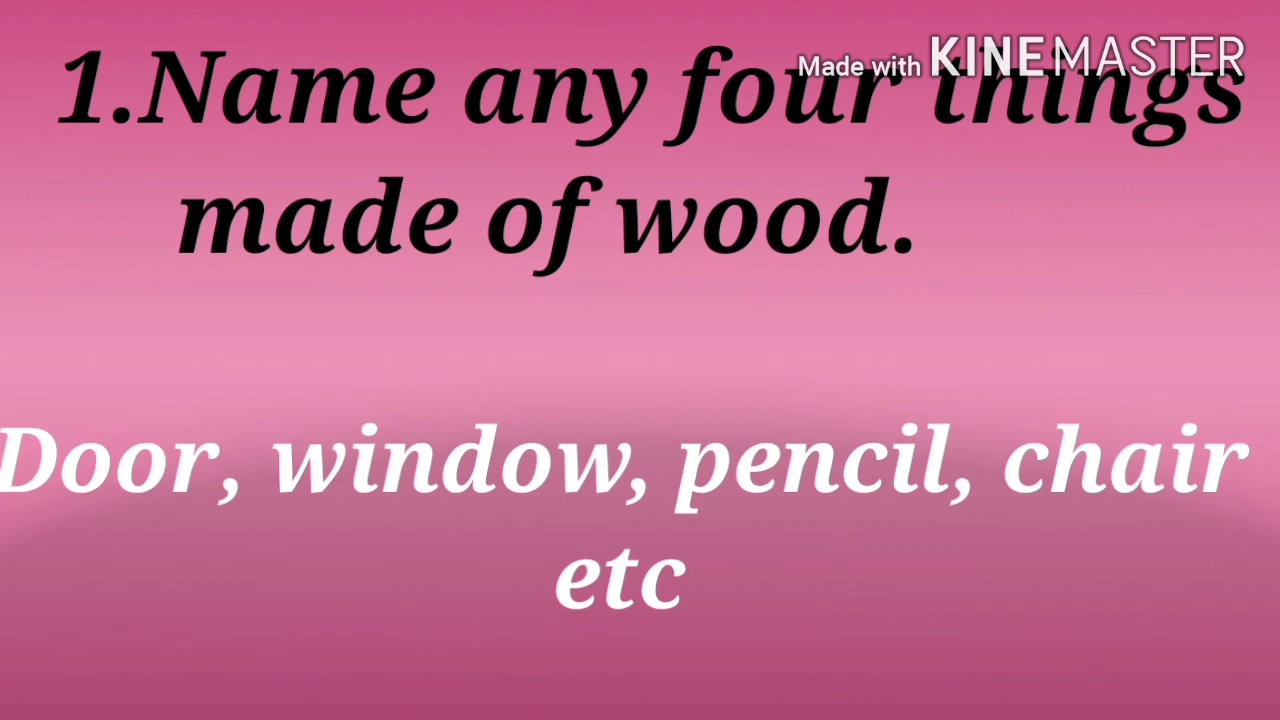 Made with KINEMASTER
1.Name any four things
made of wood.
Door, window, pencil, chair
etc